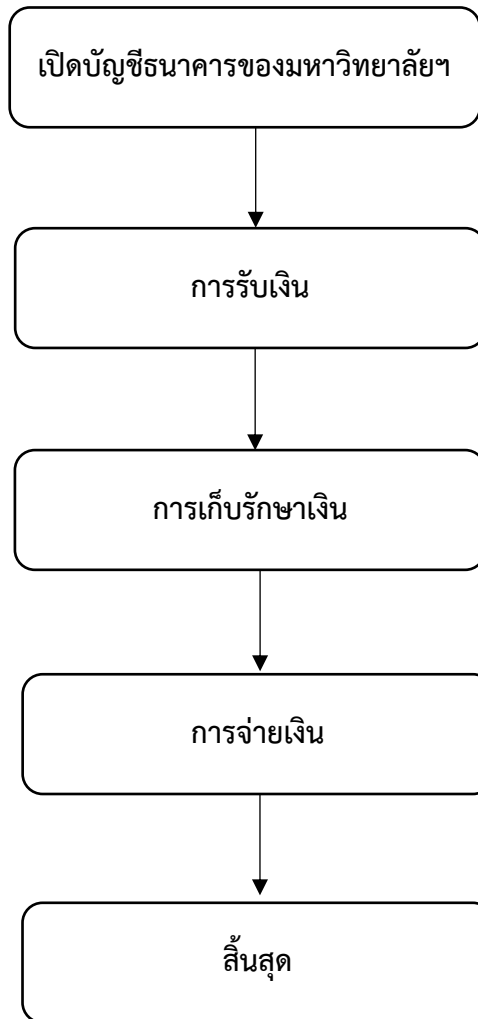 เปิดบัญชีธนาคารของมหาวิทยาลัยฯ
การรับเงิน
การเก็บรักษาเงิน
การจ่ายเงิน
สิ้นสุด